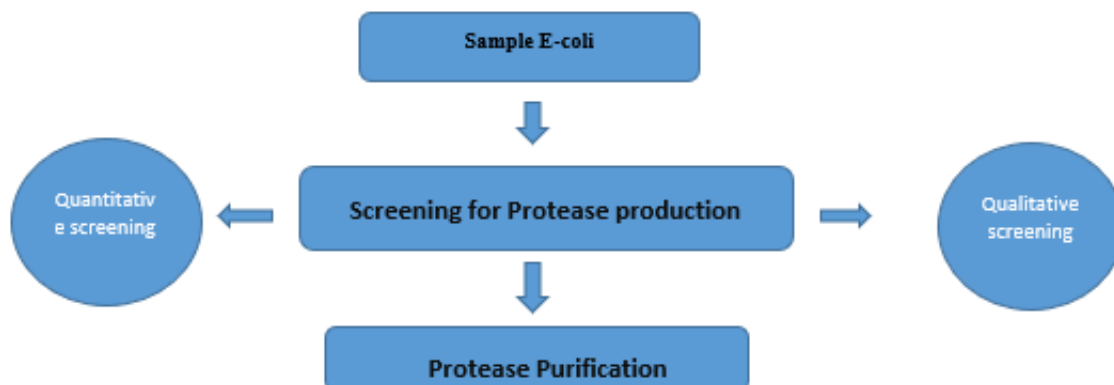 Sample E-coli
Quantitativ
e screening
Screening for Protease production
Qualitative
screening
Protease Purification